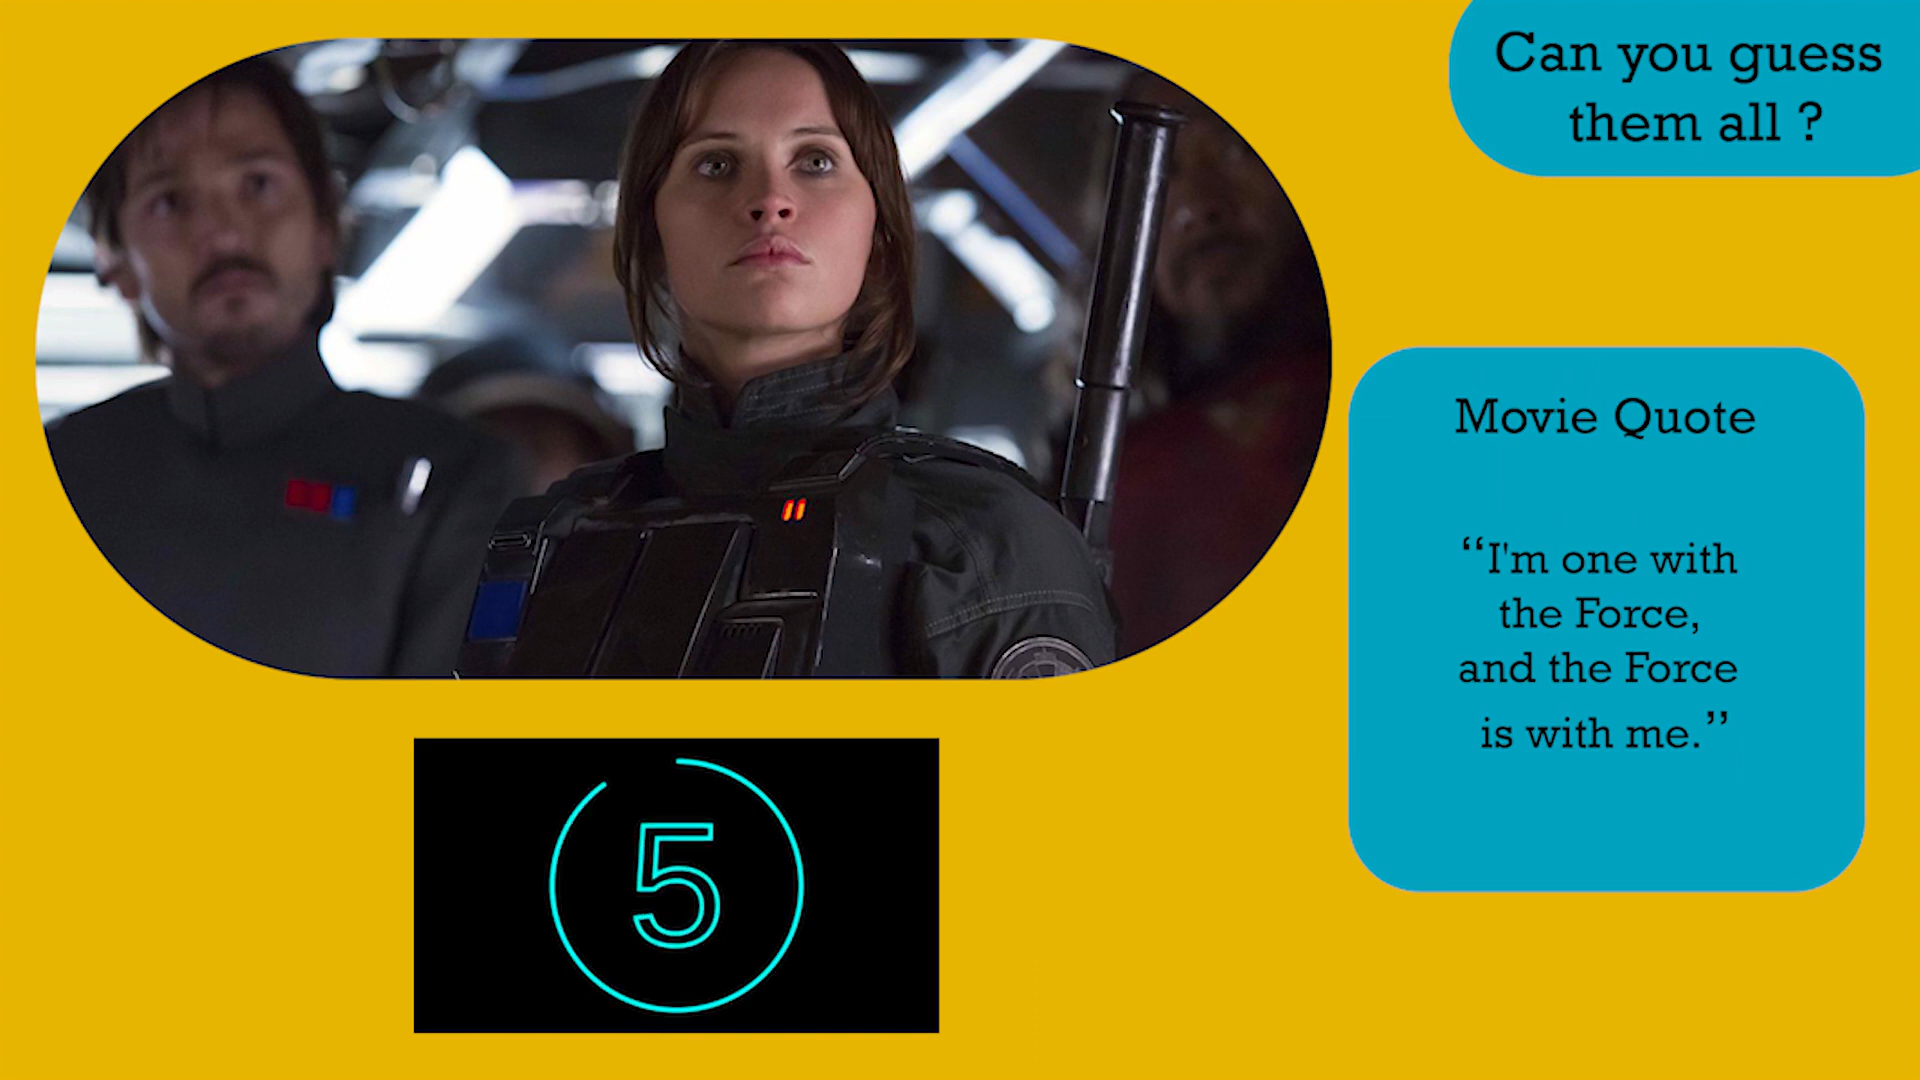 Can you guess
them all ?
Movie Quote
“I'm one with
the Force,
and the Force
is with me.”
5